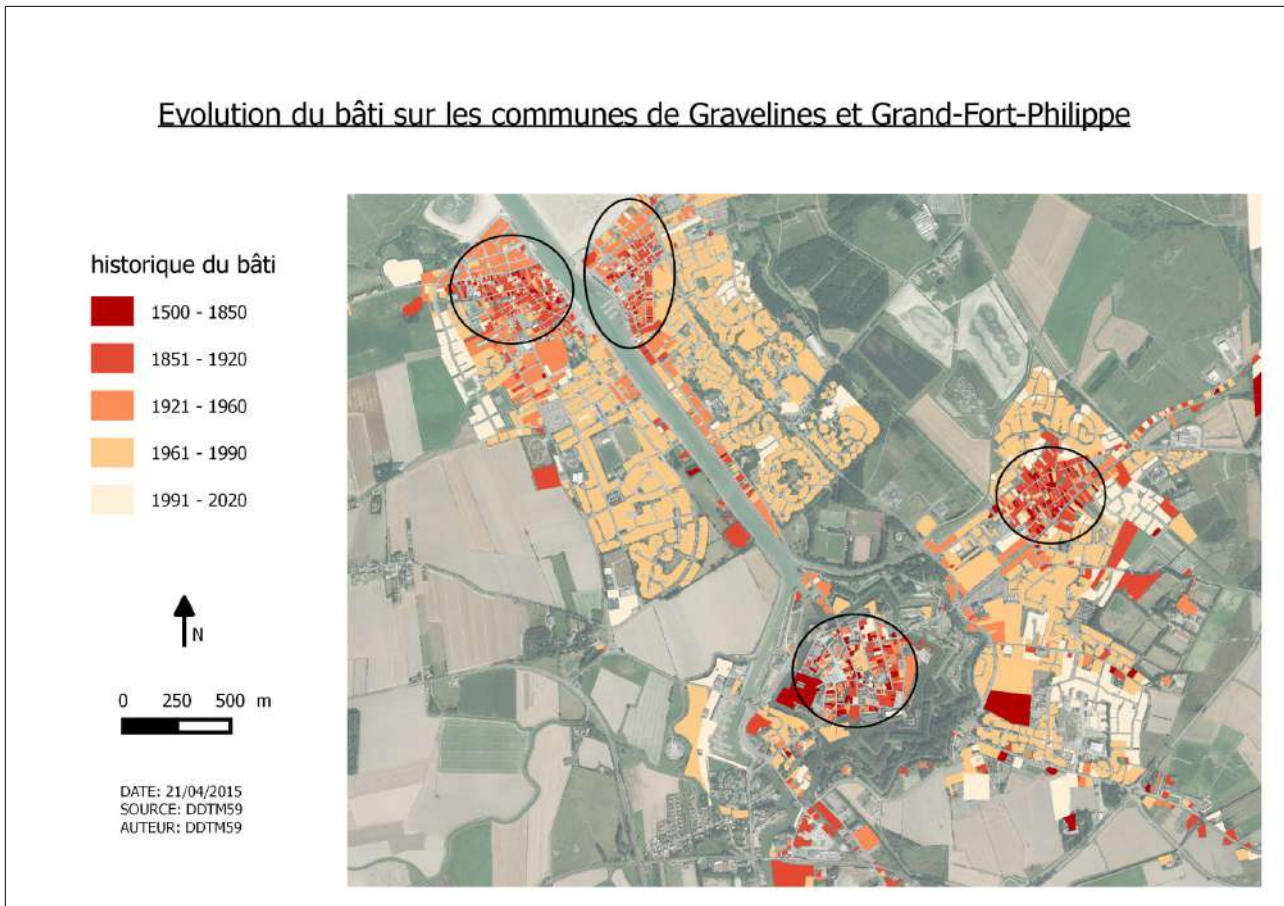 Evolution du bâti sur les communes de Gravelines et Grand-Fort-Philippe
historique du bâti
1500 - 1850
1851 - 1920
1921 - 1960
1961 - 1990
1991 - 2020
N
0 250 500 m
DATE: 21/04/2015
SOURCE: DDTM59
AUTEUR: DDTM59